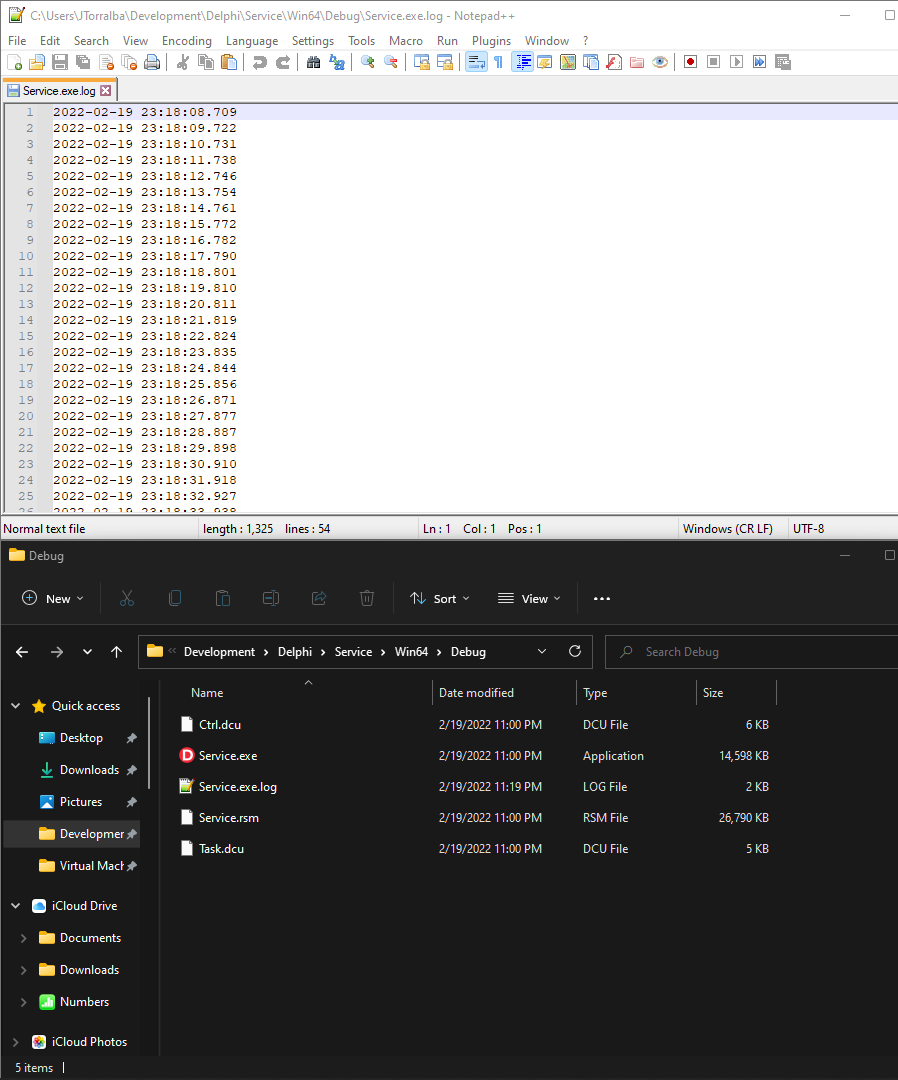 C:\Users\JTorralba\Development\Delphi\Service\Win64\Debug\Service.exe.log - Notepad++
File Edit Search View Encoding Language Settings Tools Macro Run Plugins Window ?
Service.exe.log
1 2022-02-19 23:18:08.709
2 2022-02-19 23:18:09.722
3 2022-02-19 23:18:10.731
4 2022-02-19 23:18:11.738
5 2022-02-19 23:18:12.746
6 2022-02-19 23:18:13.754
7 2022-02-19 23:18:14.761
8 2022-02-19 23:18:15.772
9 2022-02-19 23:18:16.782
10 2022-02-19 23:18:17.790
11 2022-02-19 23:18:18.801
12 2022-02-19 23:18:19.810
13 2022-02-19 23:18:20.811
14 2022-02-19 23:18:21.819
15 2022-02-19 23:18:22.824
16 2022-02-19 23:18:23.835
17 2022-02-19 23:18:24.844
18 2022-02-19 23:18:25.856
19 2022-02-19 23:18:26.871
20 2022-02-19 23:18:27.877
21 2022-02-19 23:18:28.887
22 2022-02-19 23:18:29.898
23 2022-02-19 23:18:30.910
24 2022-02-19 23:18:31.918
25 2022-02-19 23:18:32.927
26 2022-02-19 23:18:33.938
Normal text file length : 1,325 lines : 54 Ln : 1 Col : 1 Pos : 1 Windows (CR LF) UTF-8
Debug
New Sort View
Development Delphi Service Win64 Debug Search Debug
Name Date modified Type Size
Ctrl.dcu 2/19/2022 11:00 PM DCU File 6 KB
Service.exe 2/19/2022 11:00 PM Application 14,598 KB
Service.exe.log 2/19/2022 11:19 PM LOG File 2 KB
Service.rsm 2/19/2022 11:00 PM RSM File 26,790 KB
Task.dcu 2/19/2022 11:00 PM DCU File 5 KB
Quick access
Desktop
Downloads
Pictures
Developmer
Virtual Mach
iCloud Drive
Documents
Downloads
Numbers
iCloud Photos
5 items